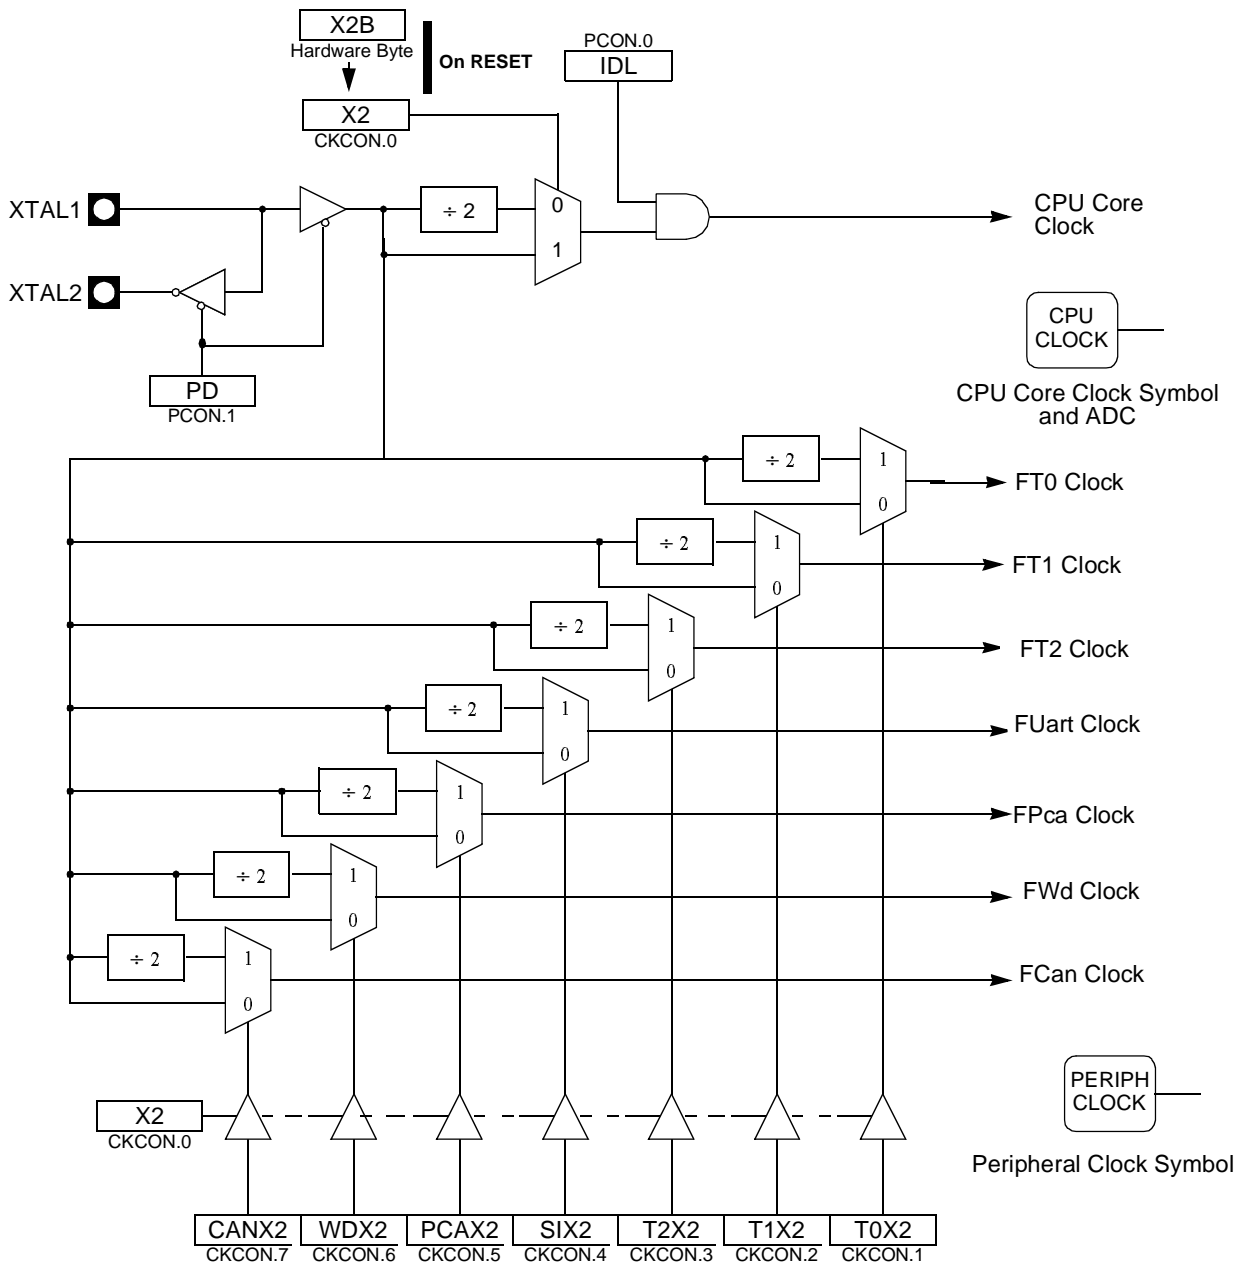 X2B
Hardware Byte
On RESET
X2
CKCON.0
PCON.0
IDL
XTAL1
÷ 2
0
1
CPU Core
Clock
XTAL2
PD
PCON.1
CPU
CLOCK
CPU Core Clock Symbol
and ADC
÷ 2
1
0
FT0 Clock
÷ 2
1
0
FT1 Clock
÷ 2
1
0
FT2 Clock
÷ 2
1
0
FUart Clock
÷ 2
1
0
FPca Clock
÷ 2
1
0
FWd Clock
÷ 2
1
0
FCan Clock
X2
CKCON.0
PERIPH
CLOCK
Peripheral Clock Symbol
CANX2 WDX2 PCAX2 SIX2 T2X2 T1X2 T0X2
CKCON.7 CKCON.6 CKCON.5 CKCON.4 CKCON.3 CKCON.2 CKCON.1